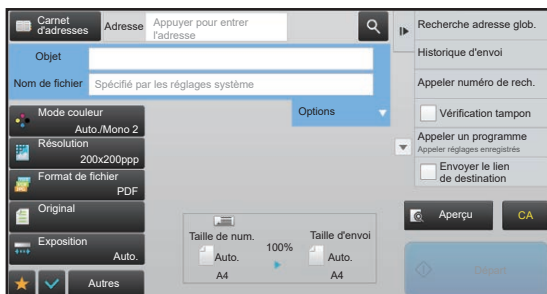 Carnet
d'adresses
Adresse
Appuyer pour entrer
l'adresse
Objet
Nom de fichier
Spécifié par les réglages système
Options
Mode couleur
Auto./Mono 2
Résolution
200x200ppp
Format de fichier
PDF
Original
Exposition
Auto.
Autres
Taille de num.
Auto.
A4
100%
Taille d'envoi
Auto.
A4
Recherche adresse glob.
Historique d'envoi
Appeler numéro de rech.
Vérification tampon
Appeler un programme
Appeler réglages enregistrés
Envoyer le lien
de destination
Aperçu
CA
Départ